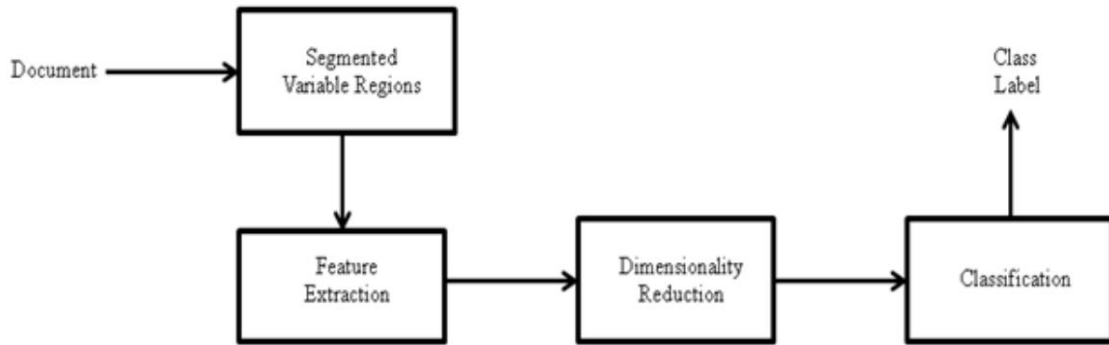 Document
Segmented
Variable Regions
Class
Label
Feature
Extraction
Dimensionality
Reduction
Classification